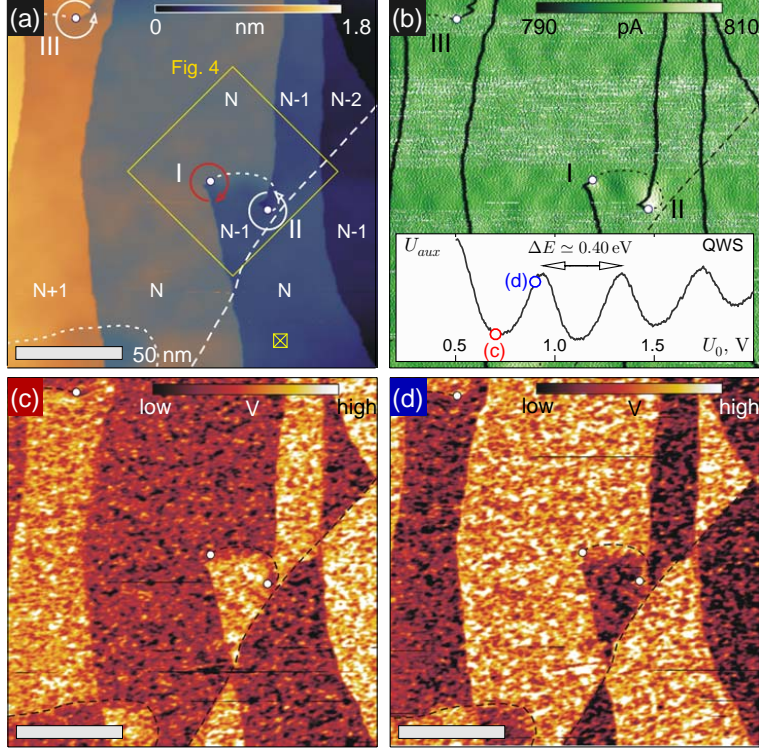 (a)
III
0 nm 1.8
Fig. 4
N
N-1
N-2
I
II
N-1
N-1
N+1
N
N
50 nm
(b)
III
790 pA 810
I
II
U_aux
ΔE ≃ 0.40 eV
QWS
(d)
(c)
0.5 1.0 1.5 U_0, V
(c)
low V high
(d)
low V high